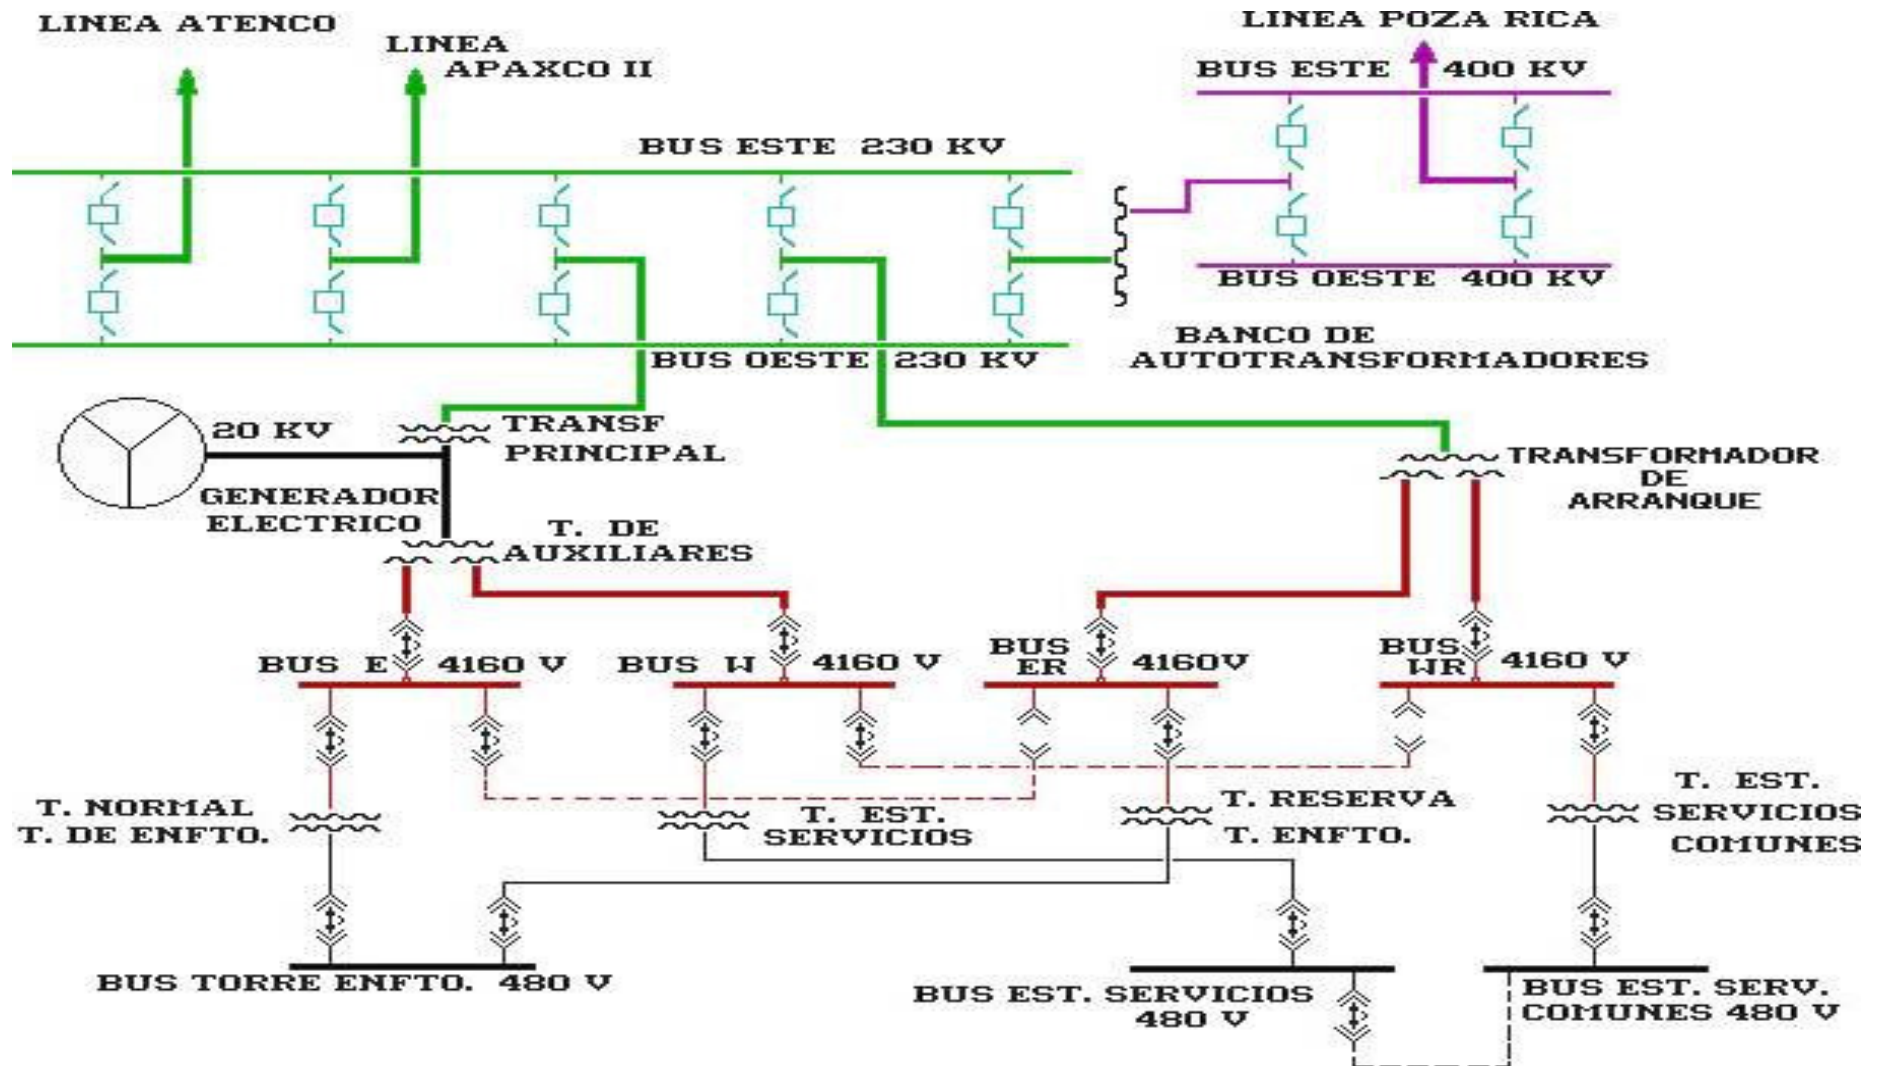 LINEA ATENCO
LINEA
APAXCO II
LINEA POZA RICA
BUS ESTE 400 KV
BUS ESTE 230 KV
BUS OESTE 400 KV
BANCO DE
AUTOTRANSFORMADORES
BUS OESTE 230 KV
20 KV
TRANSF
PRINCIPAL
GENERADOR
ELECTRICO
T. DE
AUXILIARES
TRANSFORMADOR
DE
ARRANQUE
BUS E 4160 V
BUS W 4160 V
BUS
ER 4160V
BUS
WR 4160 V
T. NORMAL
T. DE ENFTO.
T. EST.
SERVICIOS
T. RESERVA
T. ENFTO.
T. EST.
SERVICIOS
COMUNES
BUS TORRE ENFTO. 480 V
BUS EST. SERVICIOS
480 V
BUS EST. SERV.
COMUNES 480 V